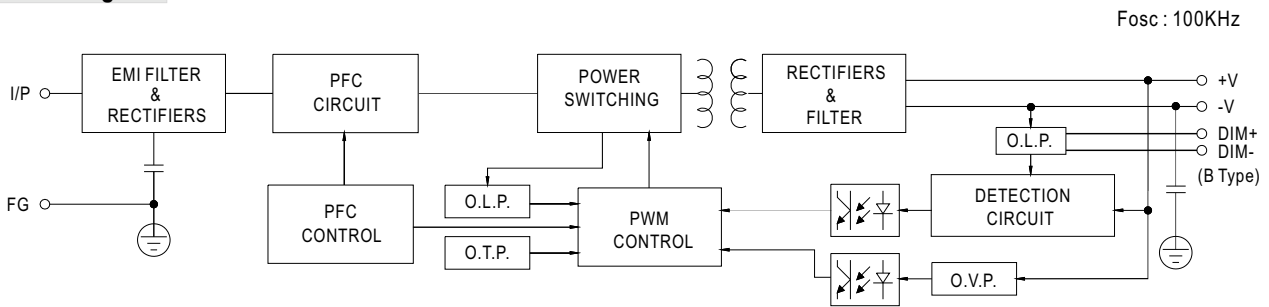 Fosc : 100KHz
I/P
EMI FILTER
&
RECTIFIERS
PFC
CIRCUIT
POWER
SWITCHING
RECTIFIERS
&
FILTER
+V
-V
DIM+
DIM-
(B Type)
O.L.P.
FG
PFC
CONTROL
O.L.P.
O.T.P.
PWM
CONTROL
DETECTION
CIRCUIT
O.V.P.